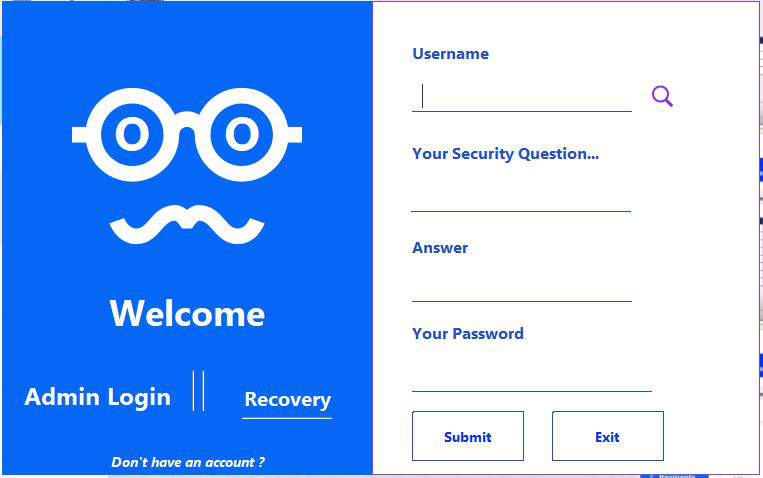 Welcome
Admin Login
Recovery
Don't have an account ?
Username
Your Security Question...
Answer
Your Password
Submit
Exit